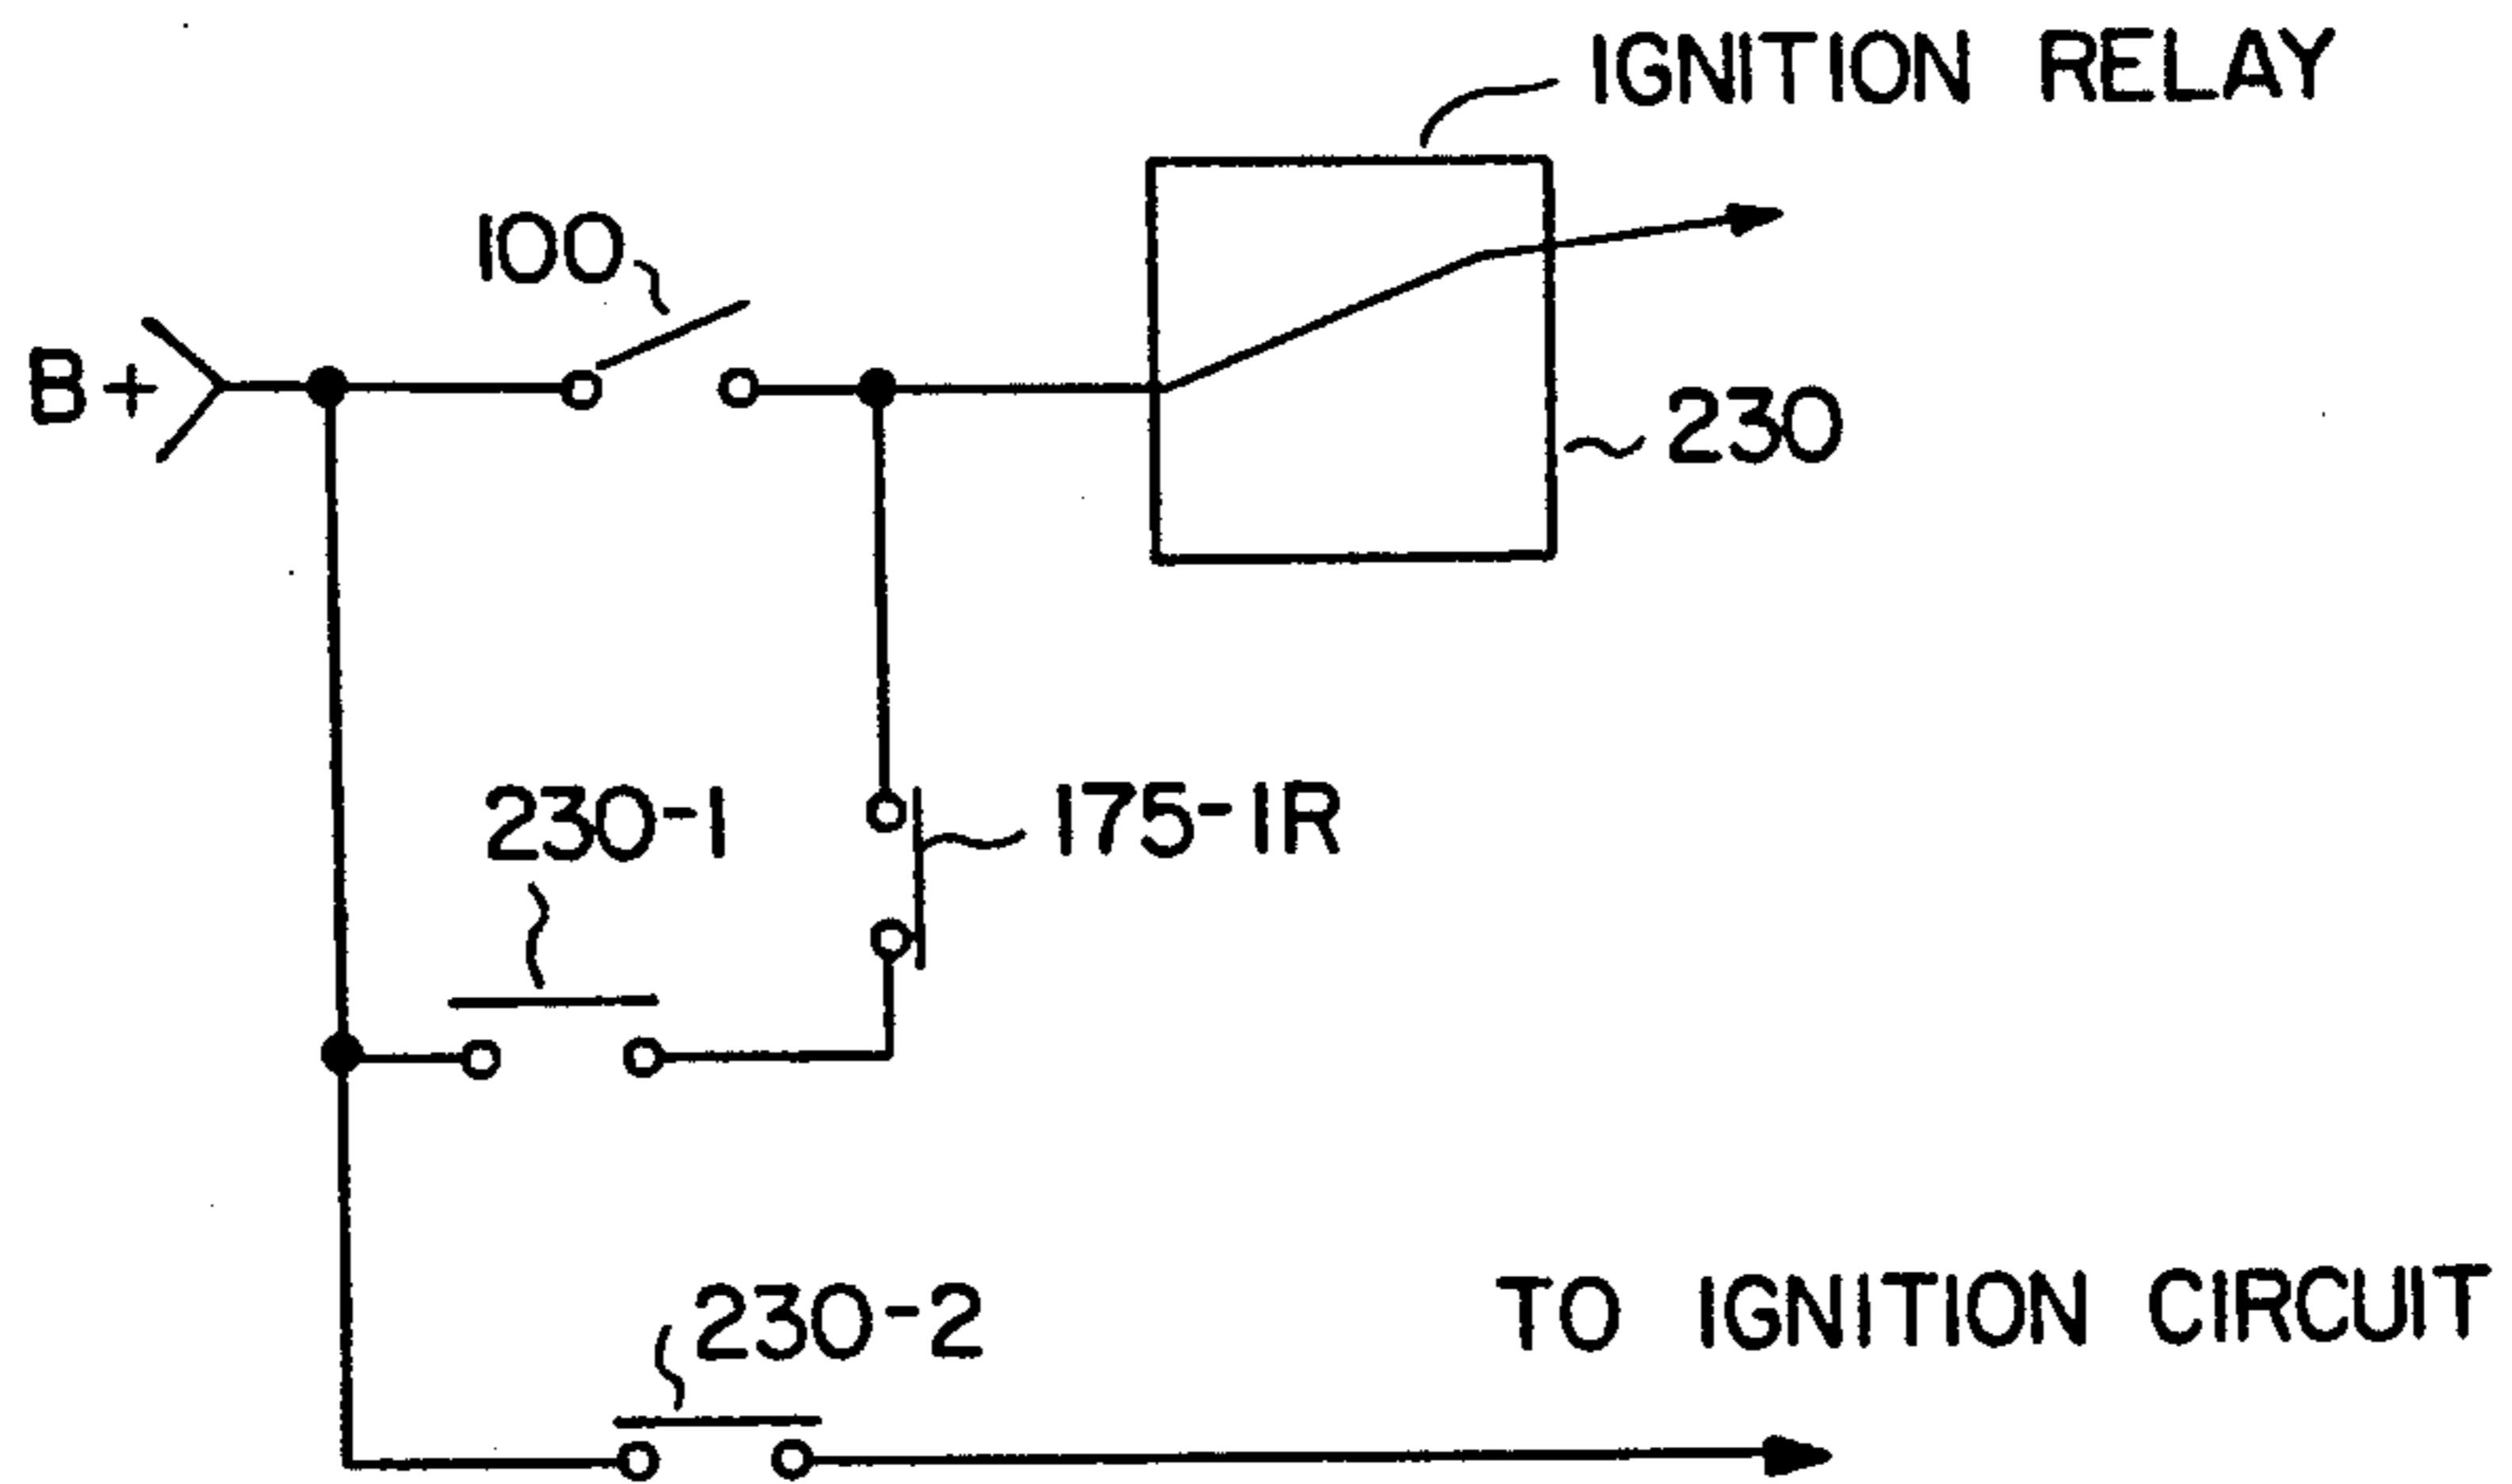 IGNITION RELAY
100
B+
230
230-1
175-1R
230-2
TO IGNITION CIRCUIT